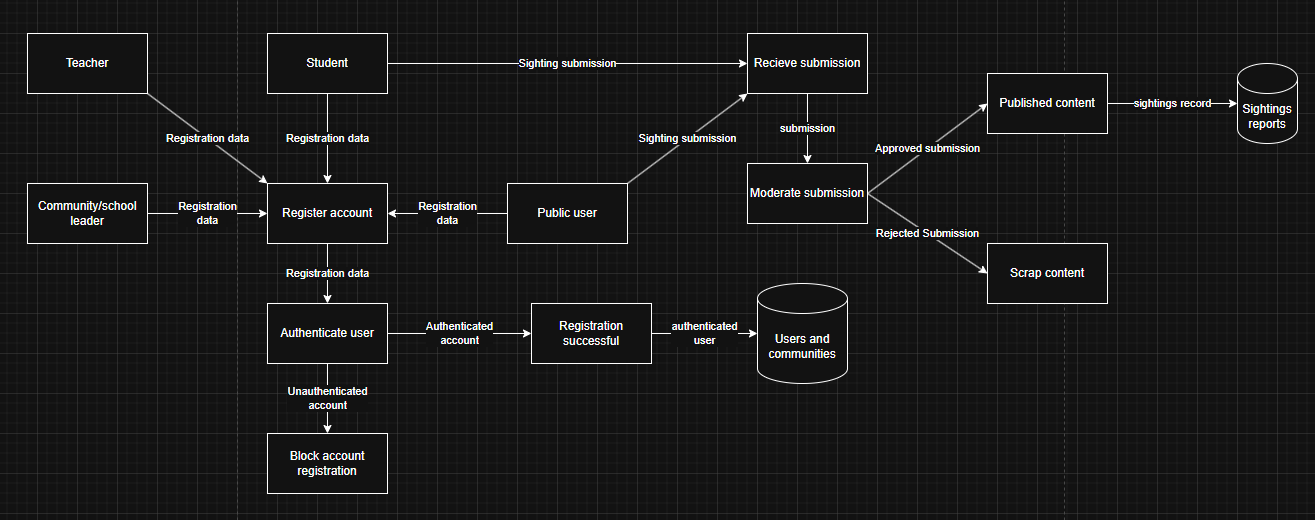 Teacher
Student
Sighting submission
Recieve submission
Published content
sightings record
Sightings
reports
Registration data
Registration data
Sighting submission
submission
Approved submission
Community/school
leader
Registration
data
Register account
Registration
data
Public user
Moderate submission
Rejected Submission
Scrap content
Registration data
Authenticate user
Authenticated
account
Registration
successful
authenticated
user
Users and
communities
Unauthenticated
account
Block account
registration